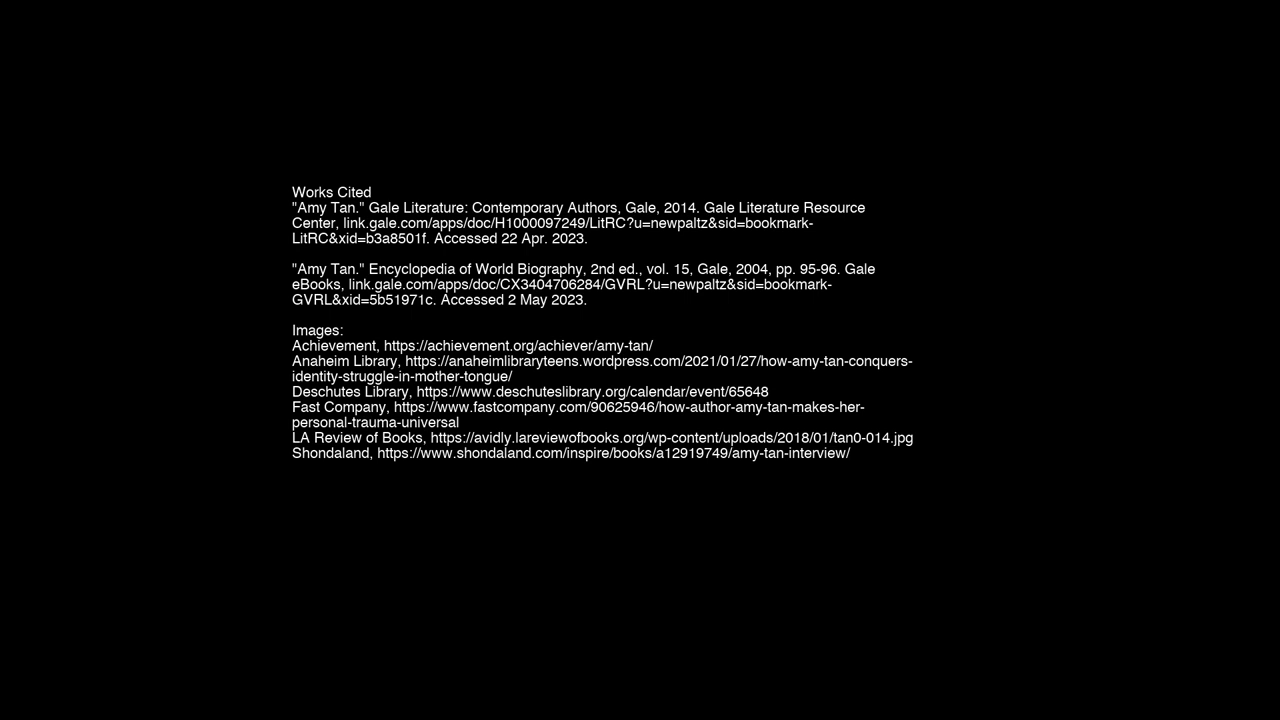 Works Cited
"Amy Tan." Gale Literature: Contemporary Authors, Gale, 2014. Gale Literature Resource
Center, link.gale.com/apps/doc/H1000097249/LitRC?u=newpaltz&sid=bookmark-
LitRC&xid=b3a8501f. Accessed 22 Apr. 2023.
"Amy Tan." Encyclopedia of World Biography, 2nd ed., vol. 15, Gale, 2004, pp. 95-96. Gale
eBooks, link.gale.com/apps/doc/CX3404706284/GVRL?u=newpaltz&sid=bookmark-
GVRL&xid=5b51971c. Accessed 2 May 2023.
Images:
Achievement, https://achievement.org/achiever/amy-tan/
Anaheim Library, https://anaheimlibraryteens.wordpress.com/2021/01/27/how-amy-tan-conquers-
identity-struggle-in-mother-tongue/
Deschutes Library, https://www.deschuteslibrary.org/calendar/event/65648
Fast Company, https://www.fastcompany.com/90625946/how-author-amy-tan-makes-her-
personal-trauma-universal
LA Review of Books, https://avidly.lareviewofbooks.org/wp-content/uploads/2018/01/tan0-014.jpg
Shondaland, https://www.shondaland.com/inspire/books/a12919749/amy-tan-interview/